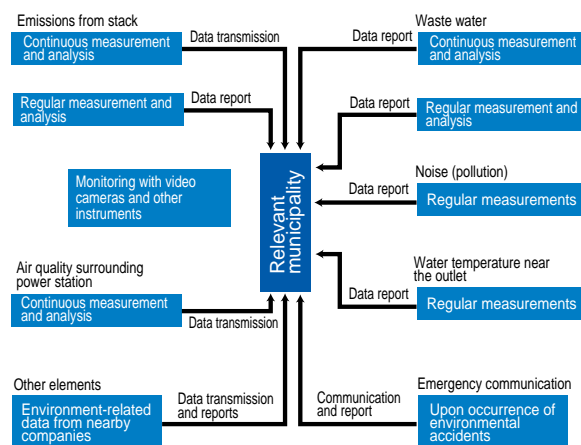 Emissions from stack
Continuous measurement
and analysis
Data transmission
Regular measurement and
analysis
Data report
Monitoring with video
cameras and other
instruments
Air quality surrounding
power station
Continuous measurement
and analysis
Data transmission
Other elements
Environment-related
data from nearby
companies
Data transmission
and reports
Relevant
municipality
Waste water
Continuous measurement
and analysis
Data report
Regular measurement and
analysis
Data report
Noise (pollution)
Regular measurements
Data report
Water temperature near
the outlet
Regular measurements
Data report
Emergency communication
Upon occurrence of
environmental
accidents
Communication
and report